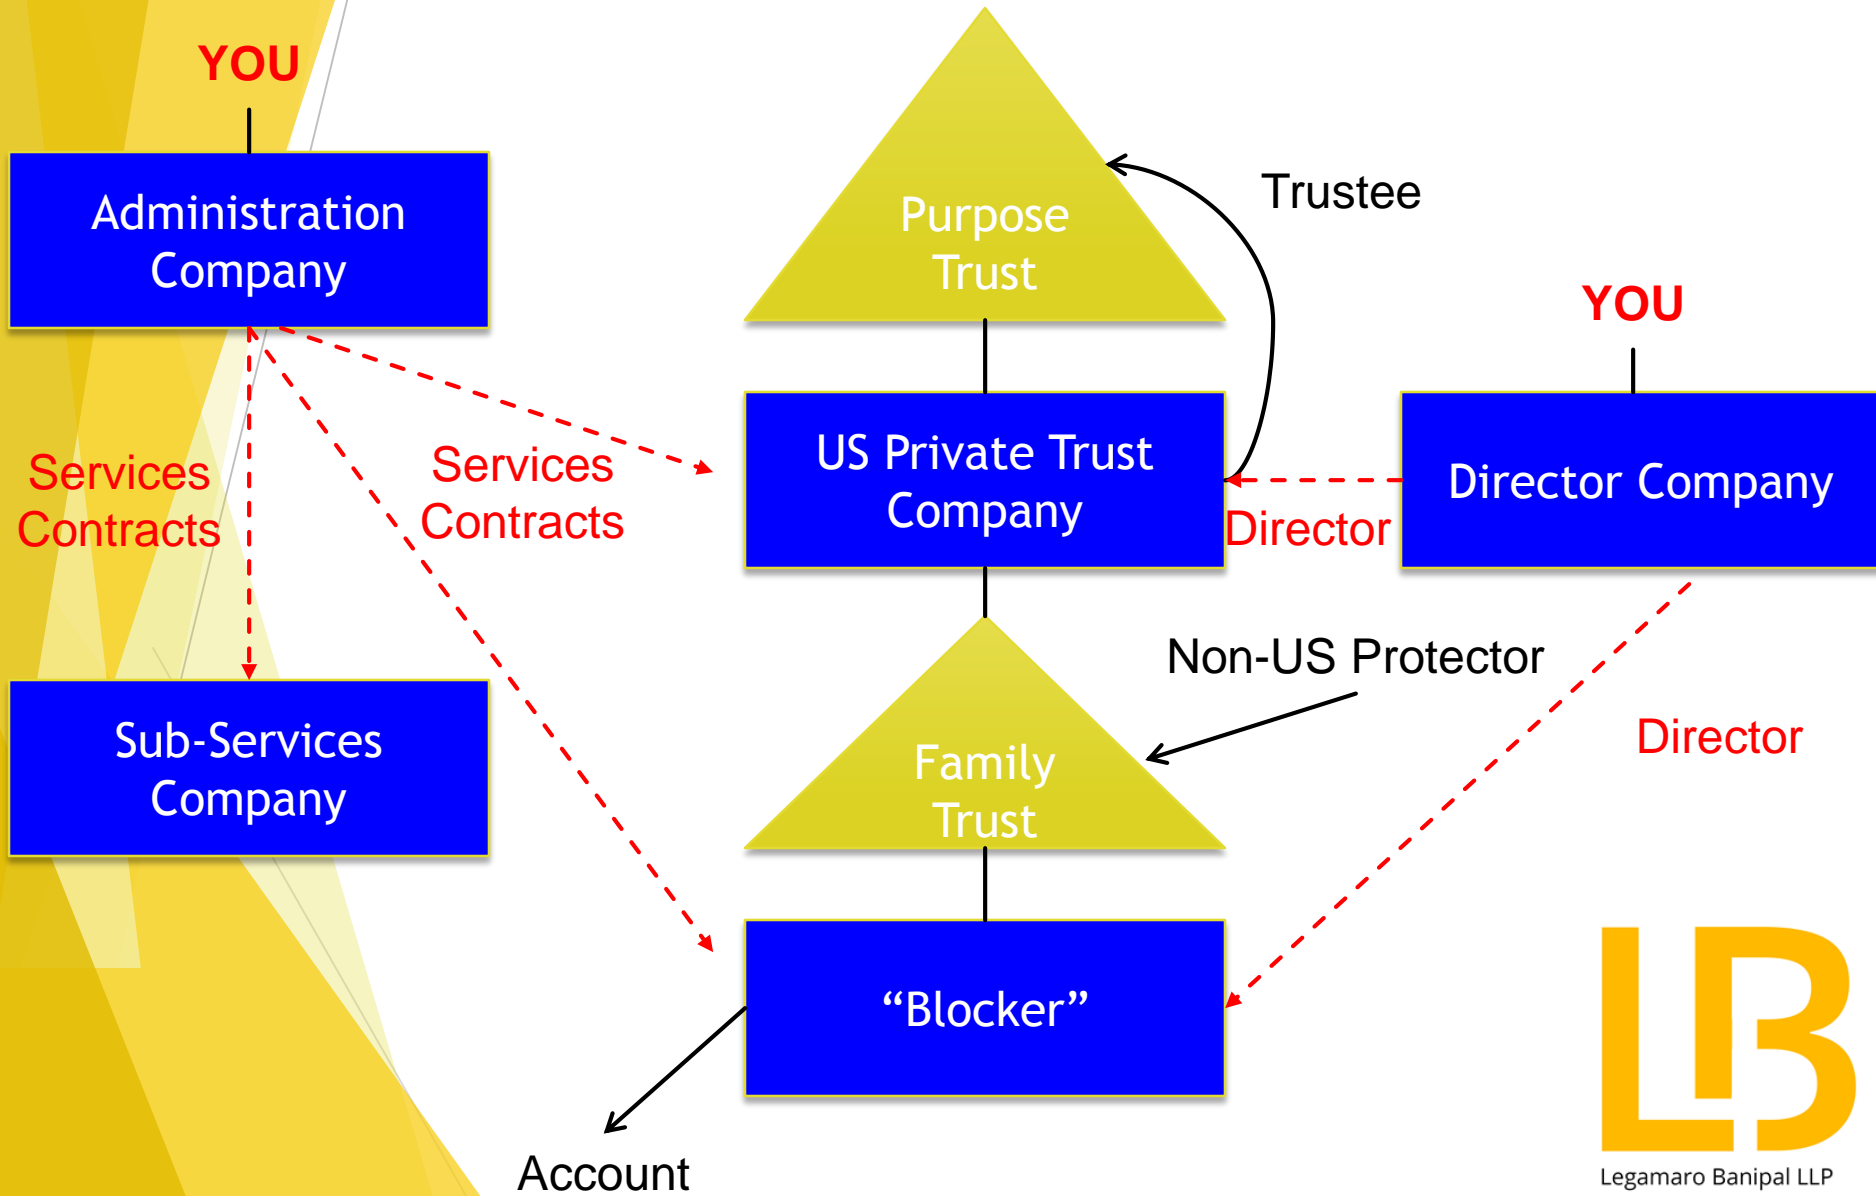 YOU
Administration
Company
Purpose
Trust
Trustee
YOU
Services
Contracts
Services
Contracts
US Private Trust
Company
Director
Director Company
Non-US Protector
Sub-Services
Company
Family
Trust
Director
“Blocker”
Account
LB
Legamaro Banipal LLP